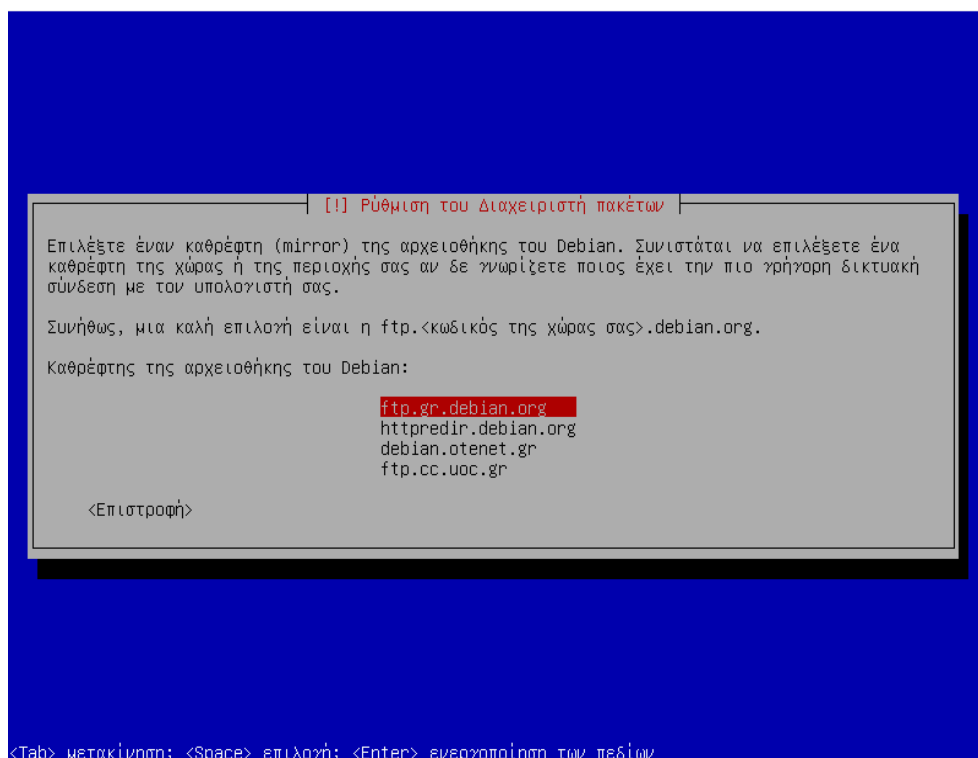 [!] Ρύθμιση του Διαχειριστή πακέτων
Επιλέξτε έναν καθρέφτη (mirror) της αρχειοθήκης του Debian. Συνιστάται να επιλέξετε ένα
καθρέφτη της χώρας ή της περιοχής σας αν δε γνωρίζετε ποιος έχει την πιο γρήγορη δικτυακή
σύνδεση με τον υπολογιστή σας.
Συνήθως, μια καλή επιλογή είναι η ftp.<κωδικός της χώρας σας>.debian.org.
Καθρέφτης της αρχειοθήκης του Debian:
ftp.gr.debian.org
httpredir.debian.org
debian.otenet.gr
ftp.cc.uoc.gr
<Επιστροφή>
<Tab> μετακίνηση; <Space> επιλογή; <Enter> ενεργοποίηση των πεδίων